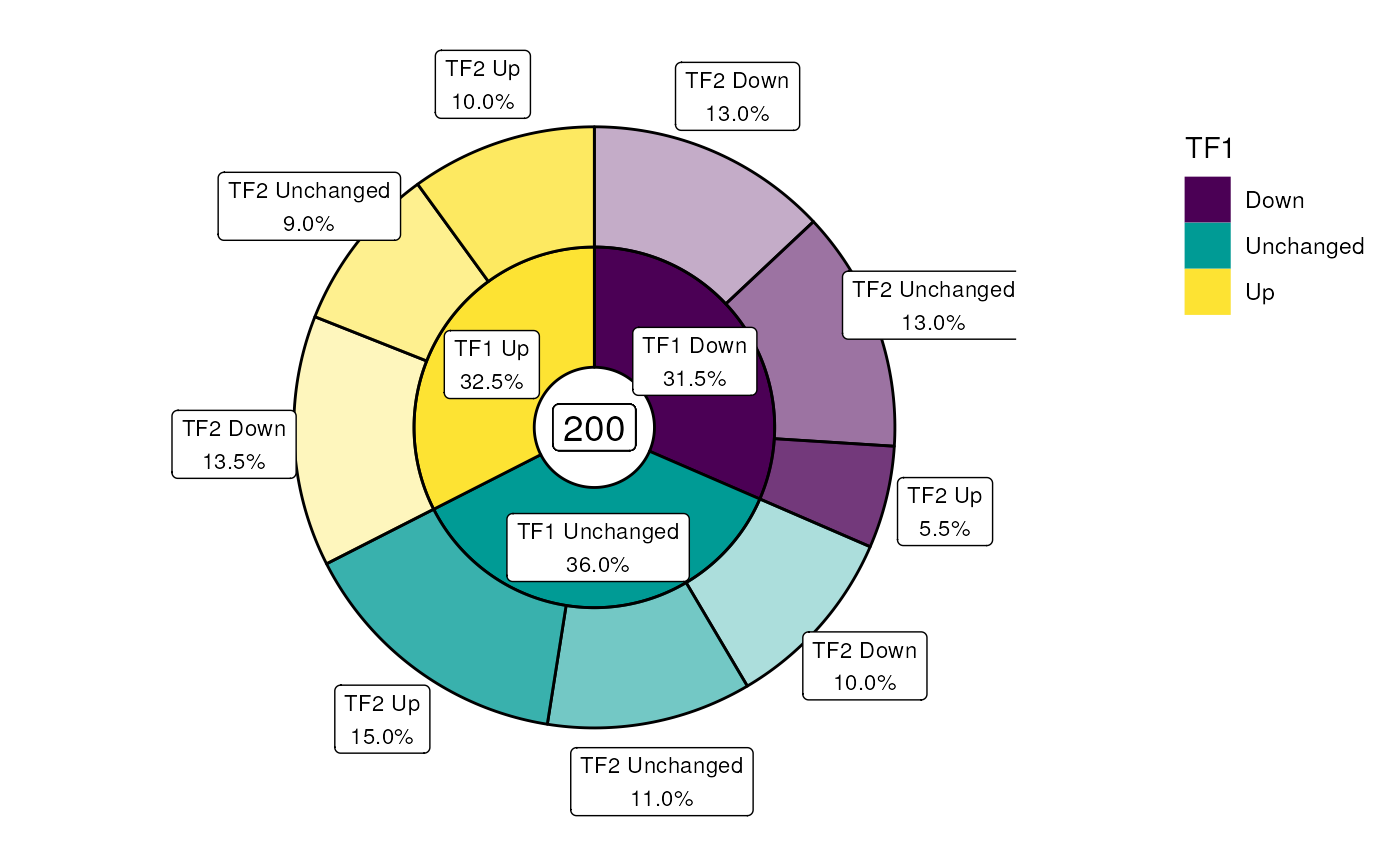 TF2 Up
10.0%
TF2 Down
13.0%
TF2 Unchanged
9.0%
TF2 Unchanged
13.0%
TF1 Up
32.5%
TF1 Down
31.5%
200
TF2 Down
13.5%
TF2 Up
5.5%
TF1 Unchanged
36.0%
TF2 Down
10.0%
TF2 Up
15.0%
TF2 Unchanged
11.0%
TF1
Down
Unchanged
Up